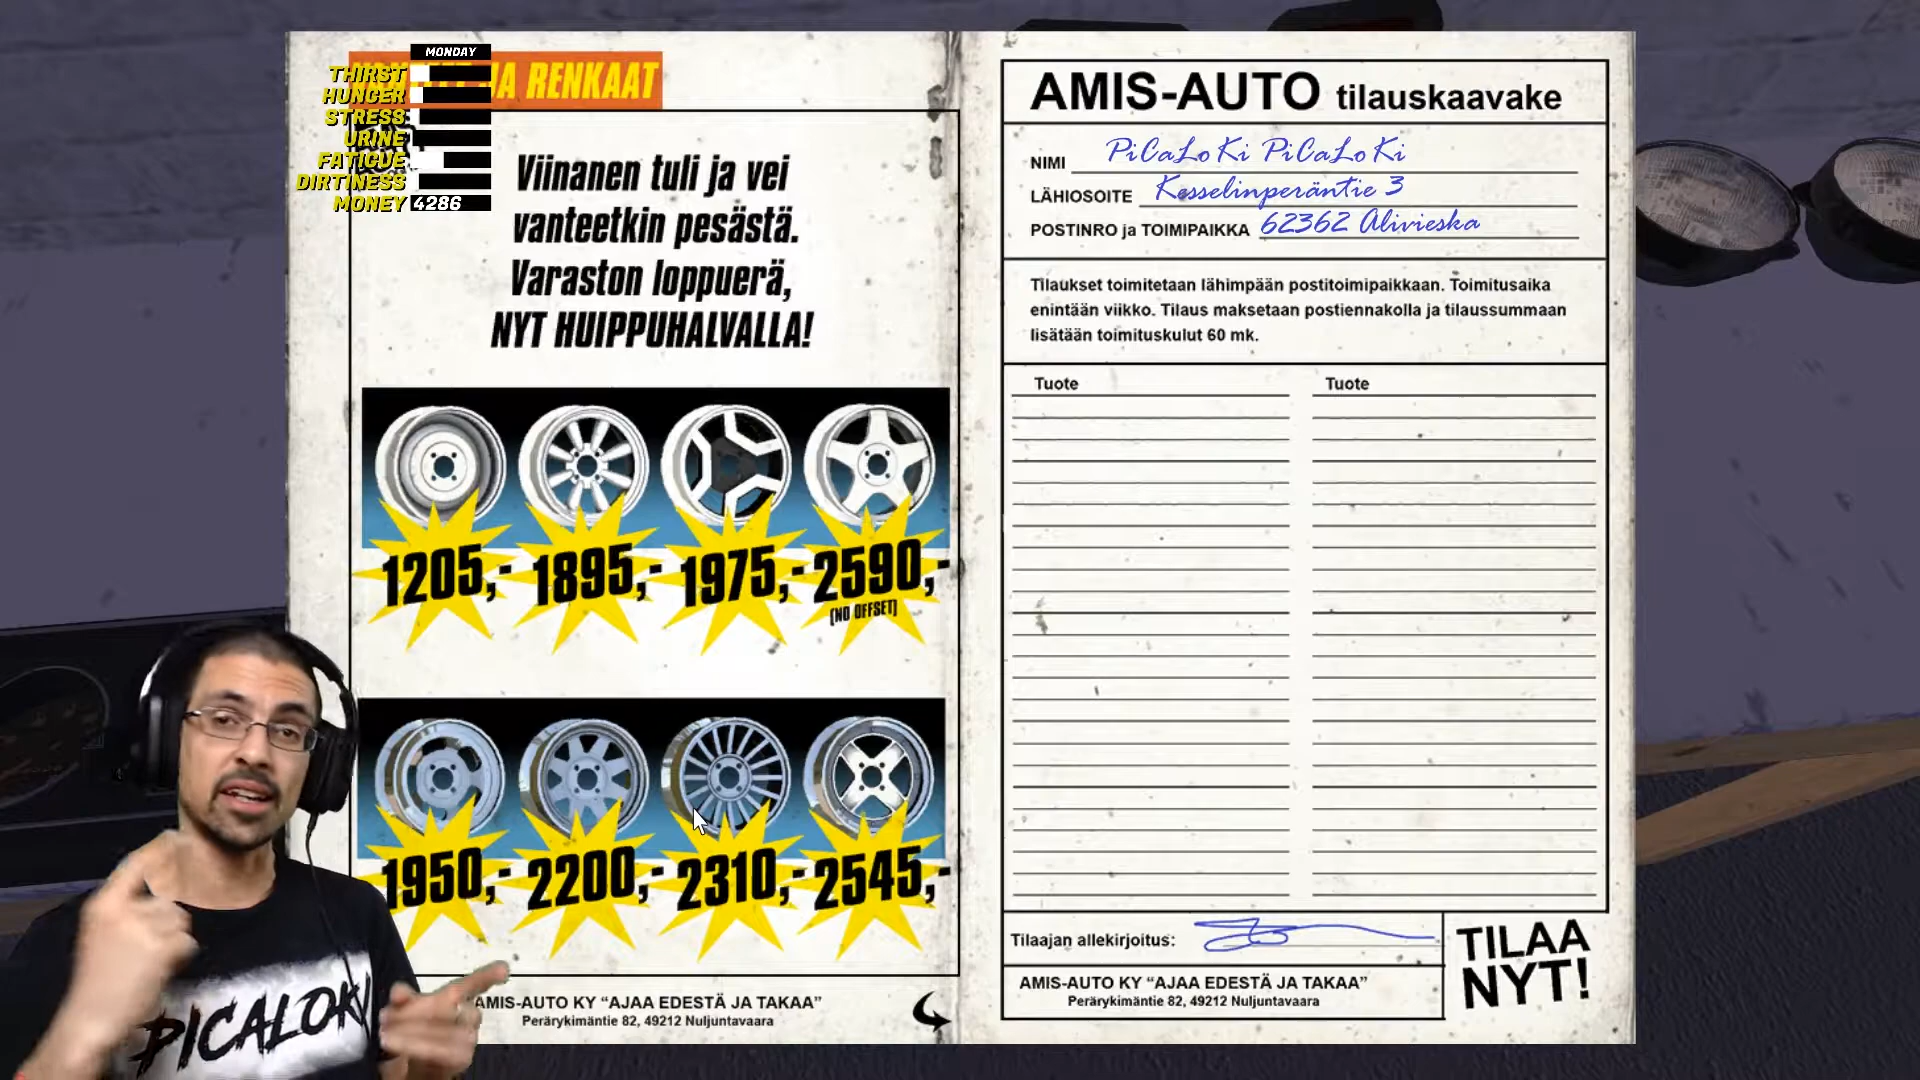 MONDAY
THIRST
HUNGER
STRESS
URINE
FATIGUE
DIRTINESS
MONEY 4286
JA RENKAAT
Viinanen tuli ja vei
vanteetkin pesästä.
Varaston loppuerä,
NYT HUIPPUHALVALLA!
1205,- 1895,- 1975,- 2590,-
(NO OFFSET)
1950,- 2200,- 2310,- 2545,-
AMIS-AUTO KY “AJAA EDESTÄ JA TAKAA”
Perärykimäntie 82, 49212 Nuljuntavaara
AMIS-AUTO tilauskaavake
NIMI PiCaLoKi PiCaLoKi
LÄHIOSOITE Kesselinperäntie 3
POSTINRO ja TOIMIPAIKKA 62362 Alivieska
Tilaukset toimitetaan lähimpään postitoimipaikkaan. Toimitusaika
enintään viikko. Tilaus maksetaan postiennakolla ja tilaussummaan
lisätään toimituskulut 60 mk.
Tuote Tuote
Tilaajan allekirjoitus:
TILAA
NYT!
AMIS-AUTO KY “AJAA EDESTÄ JA TAKAA”
Perärykimäntie 82, 49212 Nuljuntavaara
PICALOKI